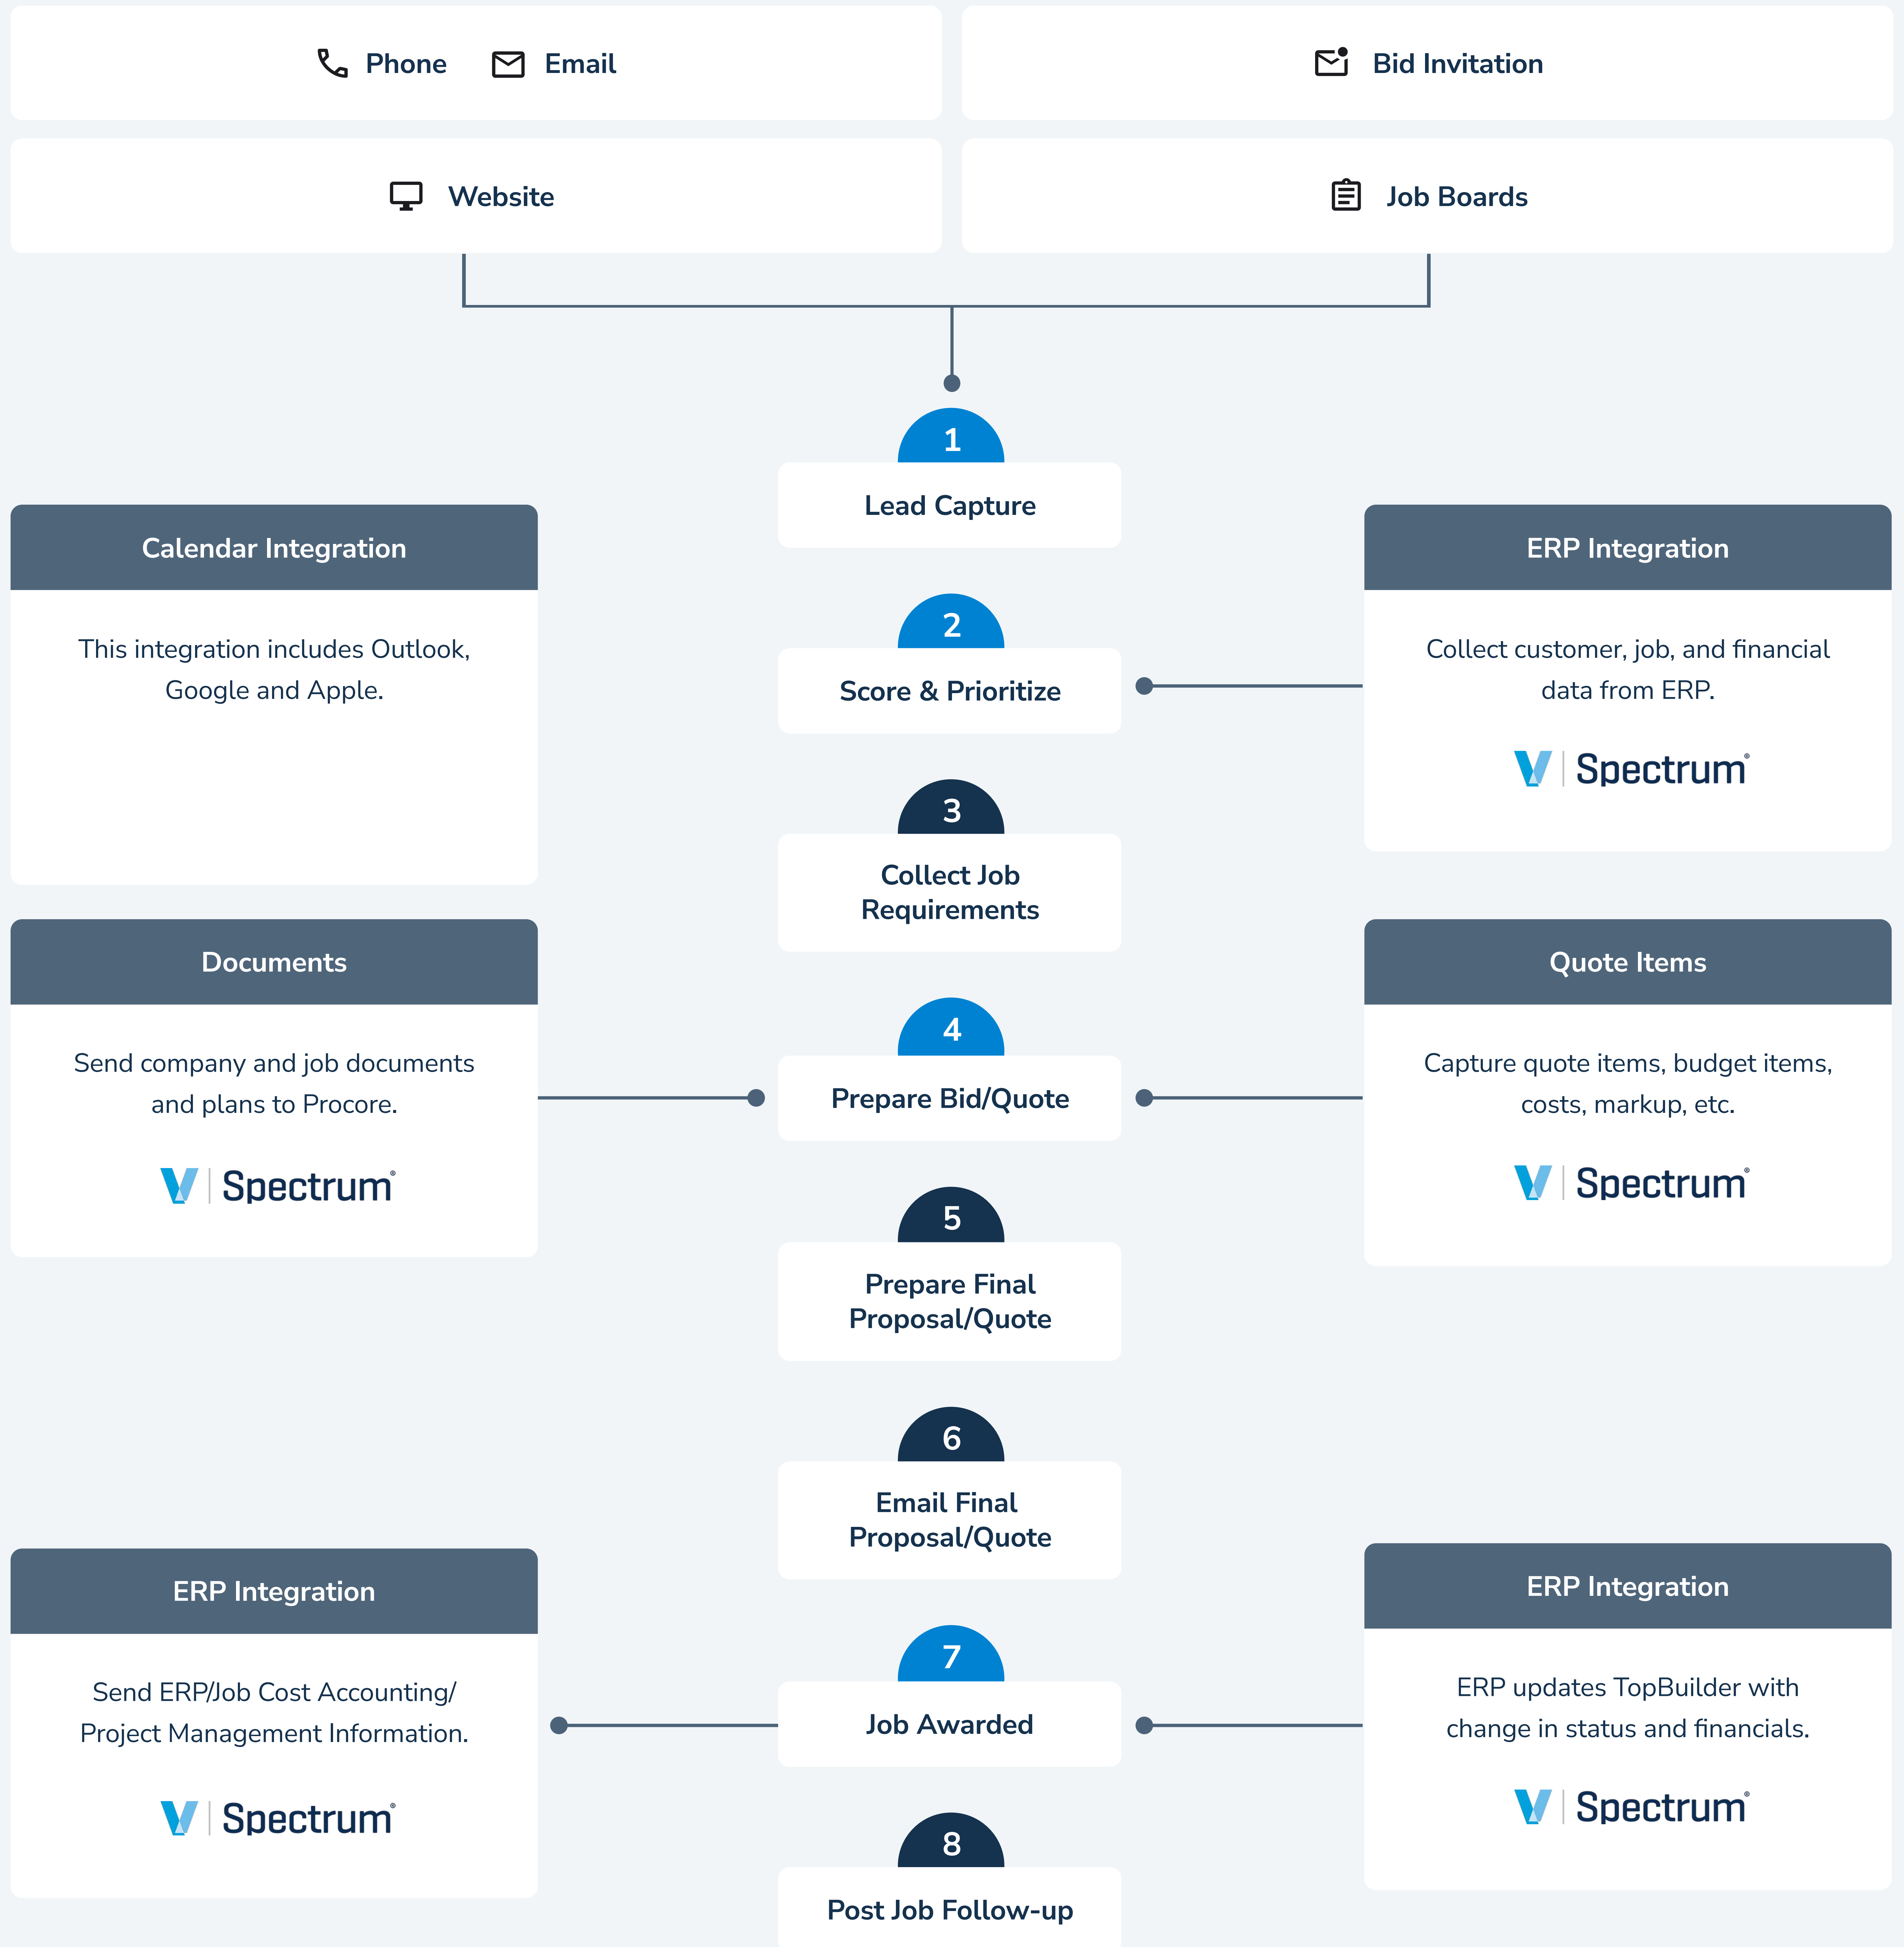 Phone
Email
Bid Invitation
Website
Job Boards
1
Lead Capture
Calendar Integration
This integration includes Outlook,
Google and Apple.
ERP Integration
Collect customer, job, and financial
data from ERP.
Spectrum®
2
Score & Prioritize
3
Collect Job
Requirements
Documents
Send company and job documents
and plans to Procore.
Spectrum®
Quote Items
Capture quote items, budget items,
costs, markup, etc.
Spectrum®
4
Prepare Bid/Quote
5
Prepare Final
Proposal/Quote
6
Email Final
Proposal/Quote
ERP Integration
Send ERP/Job Cost Accounting/
Project Management Information.
Spectrum®
ERP Integration
ERP updates TopBuilder with
change in status and financials.
Spectrum®
7
Job Awarded
8
Post Job Follow-up